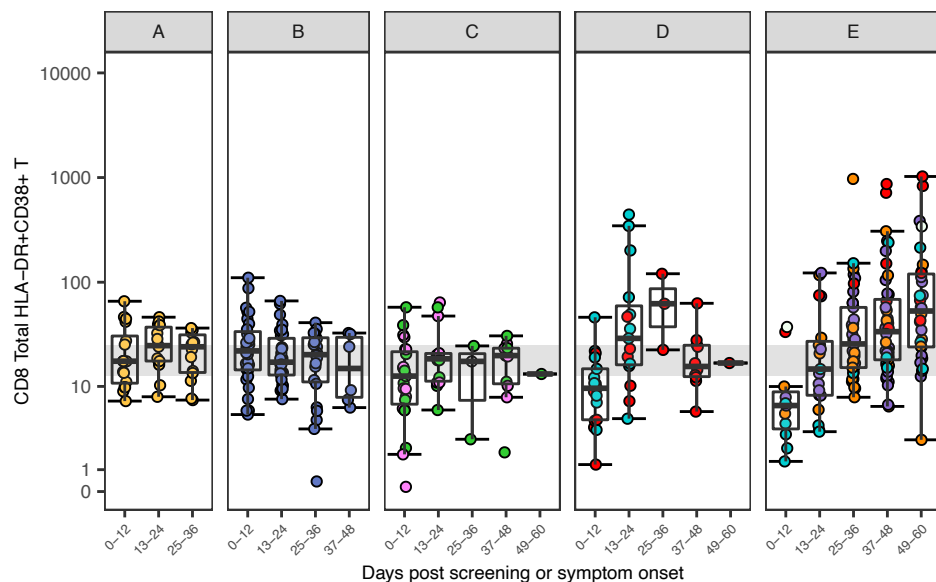 A B C D E
10000
1000
100
10
1
0
CD8 Total HLA−DR+CD38+ T
0−12 13−24 25−36 0−12 13−24 25−36 37−48 0−12 13−24 25−36 37−48 49−60 0−12 13−24 25−36 37−48 49−60 0−12 13−24 25−36 37−48 49−60
Days post screening or symptom onset